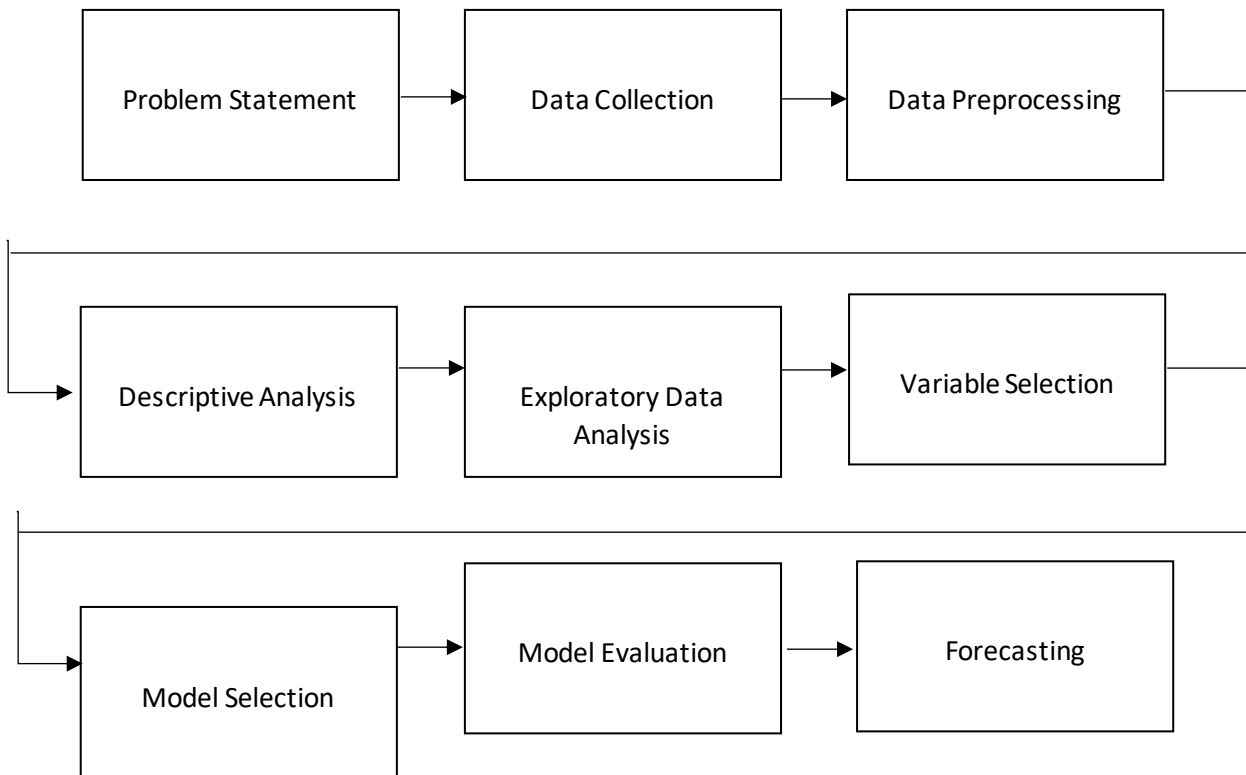 Problem Statement
Data Collection
Data Preprocessing
Descriptive Analysis
Exploratory Data
Analysis
Variable Selection
Model Selection
Model Evaluation
Forecasting